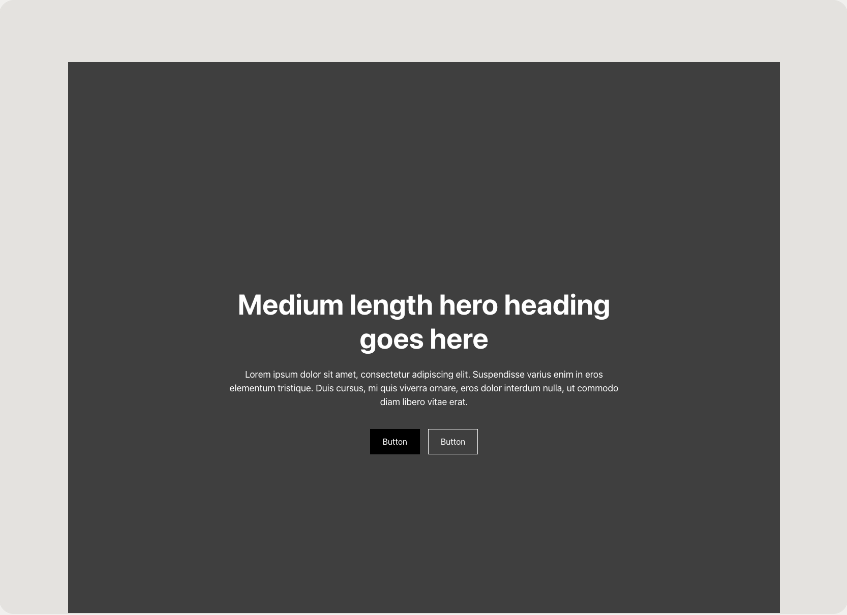 Medium length hero heading
goes here
Lorem ipsum dolor sit amet, consectetur adipiscing elit. Suspendisse varius enim in eros
elementum tristique. Duis cursus, mi quis viverra ornare, eros dolor interdum nulla, ut commodo
diam libero vitae erat.
Button
Button